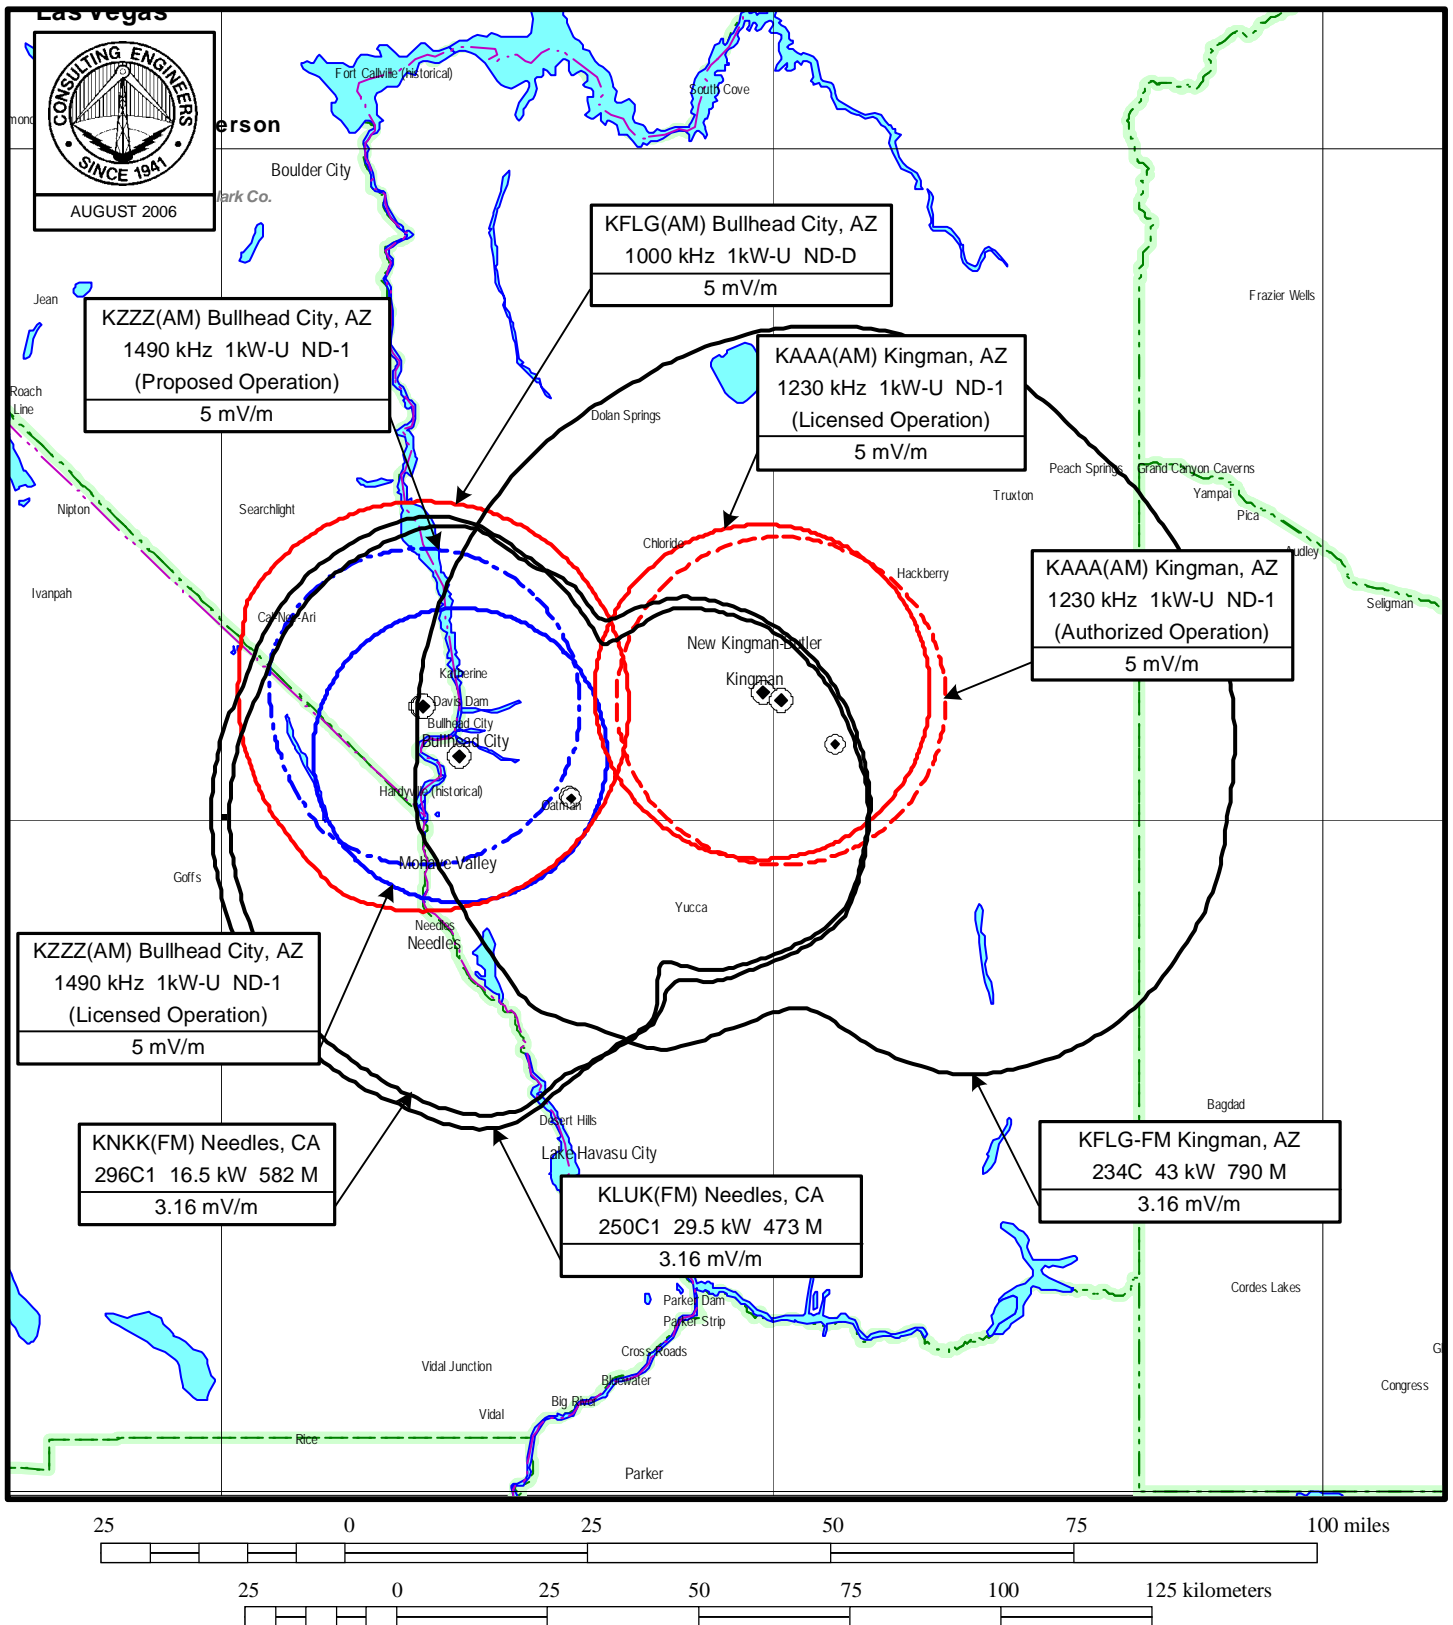 Las Vegas
CONSULTING ENGINEERS
• SINCE 1941 •
AUGUST 2006
erson
Fort Callville (historical)
South Cove
Boulder City
lark Co.
KFLG(AM) Bullhead City, AZ
1000 kHz 1kW-U ND-D
5 mV/m
Jean
Frazier Wells
KZZZ(AM) Bullhead City, AZ
1490 kHz 1kW-U ND-1
(Proposed Operation)
5 mV/m
KAAA(AM) Kingman, AZ
1230 kHz 1kW-U ND-1
(Licensed Operation)
5 mV/m
Roach
Line
Dolan Springs
Peach Springs
Grand Canyon Caverns
Yampai
Truxton
Pica
Nipton
Searchlight
Chloride
Audley
Hackberry
KAAA(AM) Kingman, AZ
1230 kHz 1kW-U ND-1
(Authorized Operation)
5 mV/m
Ivanpah
Seligman
Cal-Nev-Ari
New Kingman-Butler
Katherine
Kingman
Davis Dam
Bullhead City
Bullhead City
Hardyville (historical)
Oatman
Mohave Valley
Goffs
Yucca
Needles
Needles
KZZZ(AM) Bullhead City, AZ
1490 kHz 1kW-U ND-1
(Licensed Operation)
5 mV/m
Bagdad
Desert Hills
Lake Havasu City
KNKK(FM) Needles, CA
296C1 16.5 kW 582 M
3.16 mV/m
KLUK(FM) Needles, CA
250C1 29.5 kW 473 M
3.16 mV/m
KFLG-FM Kingman, AZ
234C 43 kW 790 M
3.16 mV/m
Cordes Lakes
Parker Dam
Parker Strip
Cross Roads
Vidal Junction
Bluewater
Congress
Big River
Vidal
Rice
Parker
25 0 25 50 75 100 miles
25 0 25 50 75 100 125 kilometers